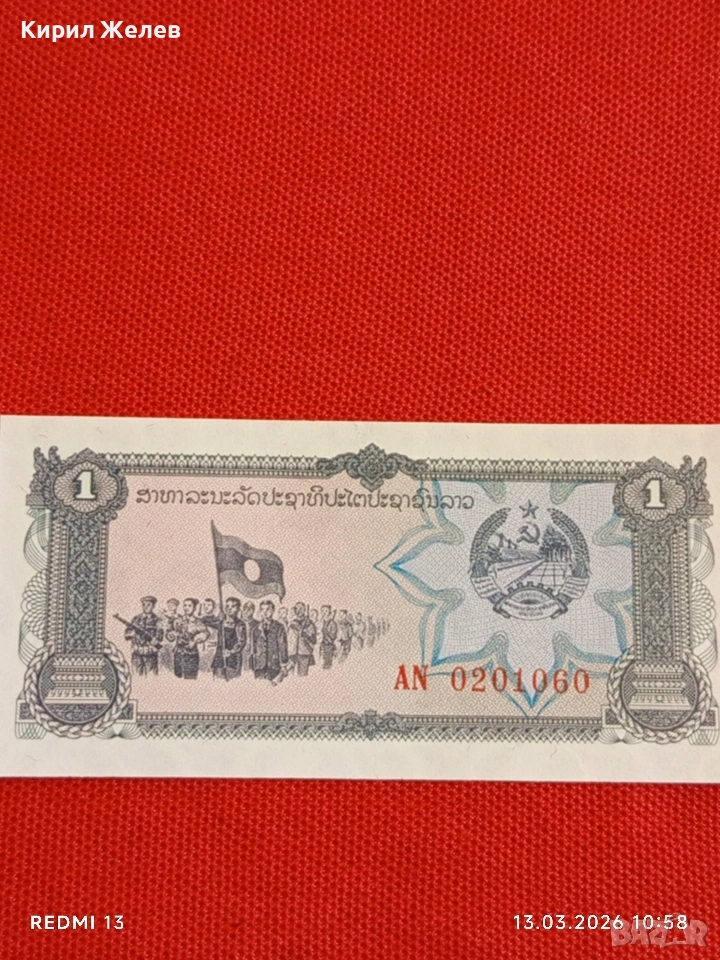 Кирил Желев
1 1
ສາທາລະນະລັດປະຊາທິປະໄຕປະຊາຊົນລາວ
AN 0201060
REDMI 13
13.03.2026 10:58
BAZAR